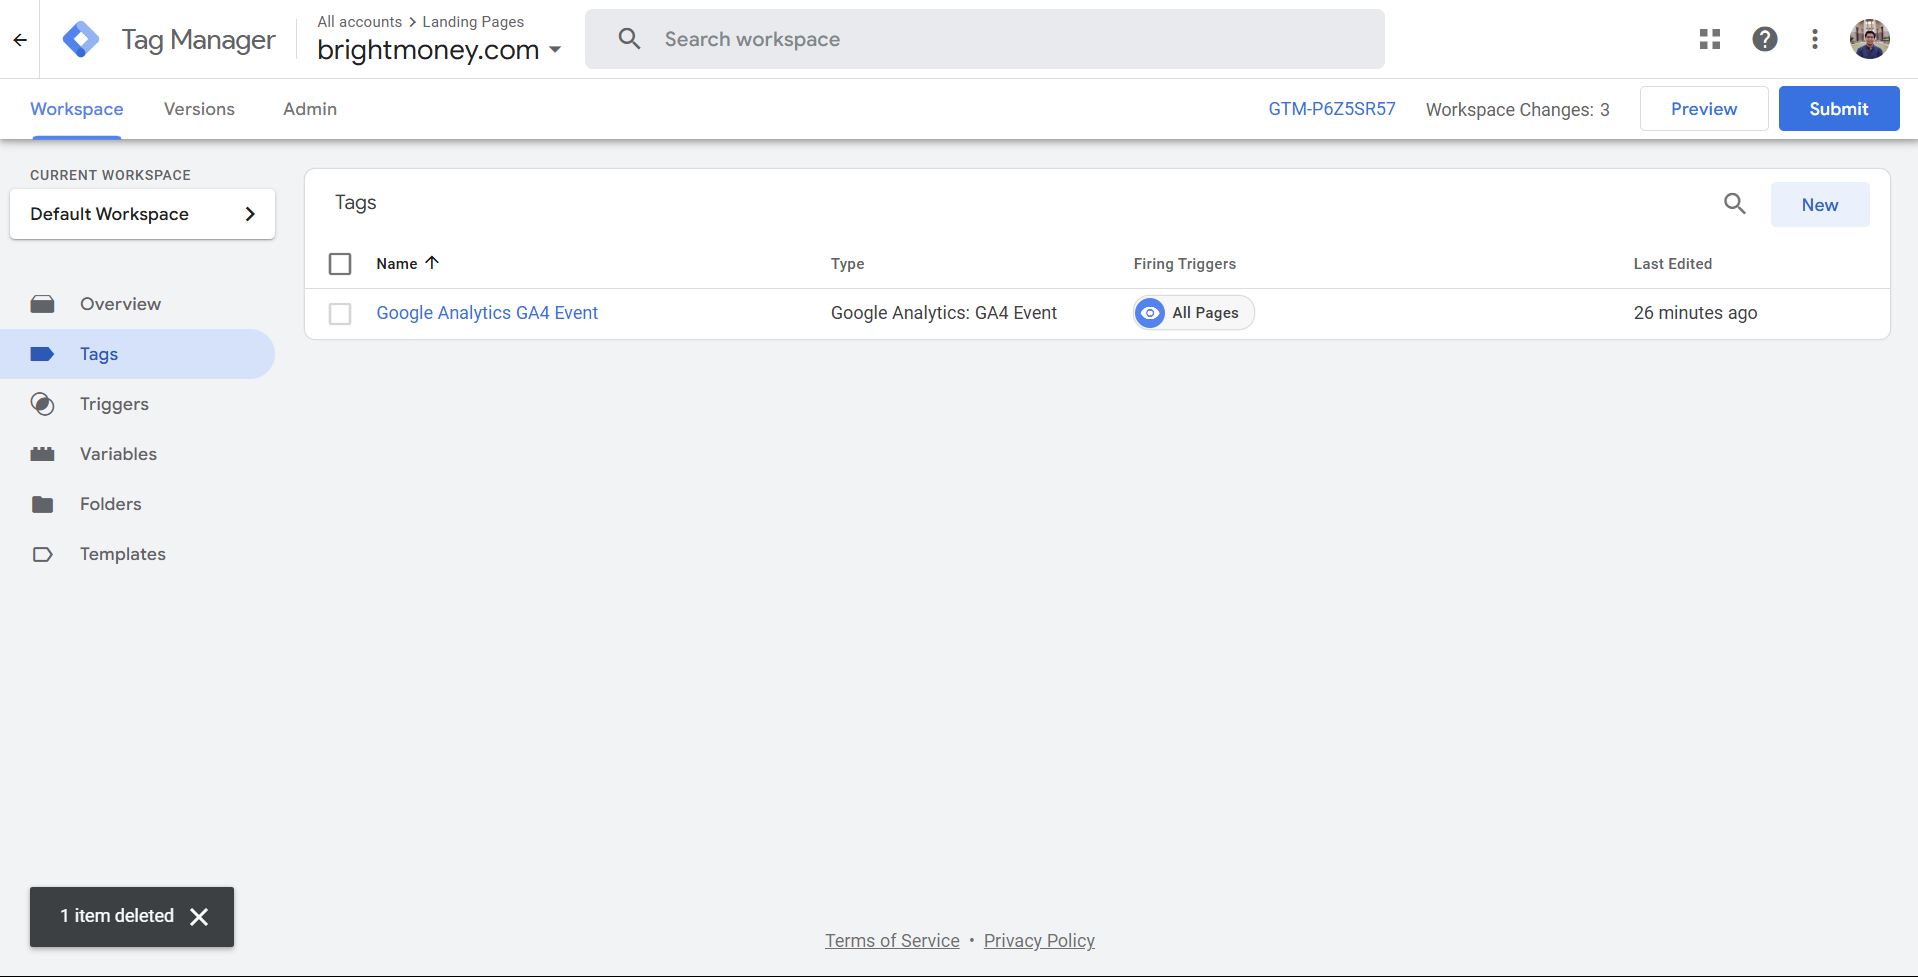 Tag Manager
All accounts > Landing Pages
brightmoney.com
Search workspace
Workspace Versions Admin
GTM-P6Z5SR57 Workspace Changes: 3 Preview Submit
CURRENT WORKSPACE
Default Workspace
Overview
Tags
Triggers
Variables
Folders
Templates
Tags
New
Name Type Firing Triggers Last Edited
Google Analytics GA4 Event Google Analytics: GA4 Event All Pages 26 minutes ago
1 item deleted
Terms of Service • Privacy Policy